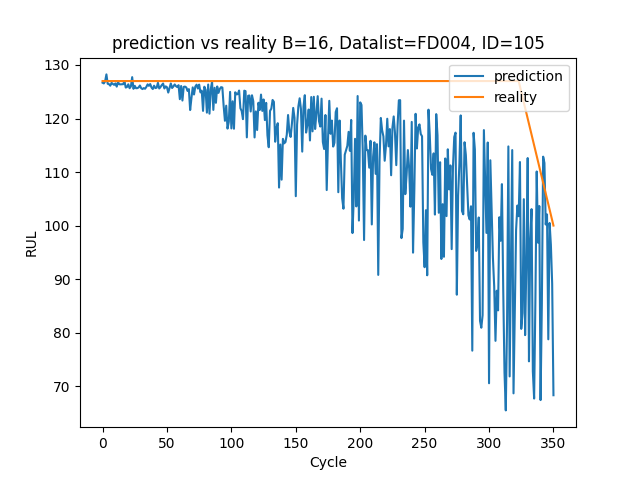 prediction vs reality B=16, Datalist=FD004, ID=105
prediction
reality
130
120
110
100
90
80
70
RUL
0 50 100 150 200 250 300 350
Cycle